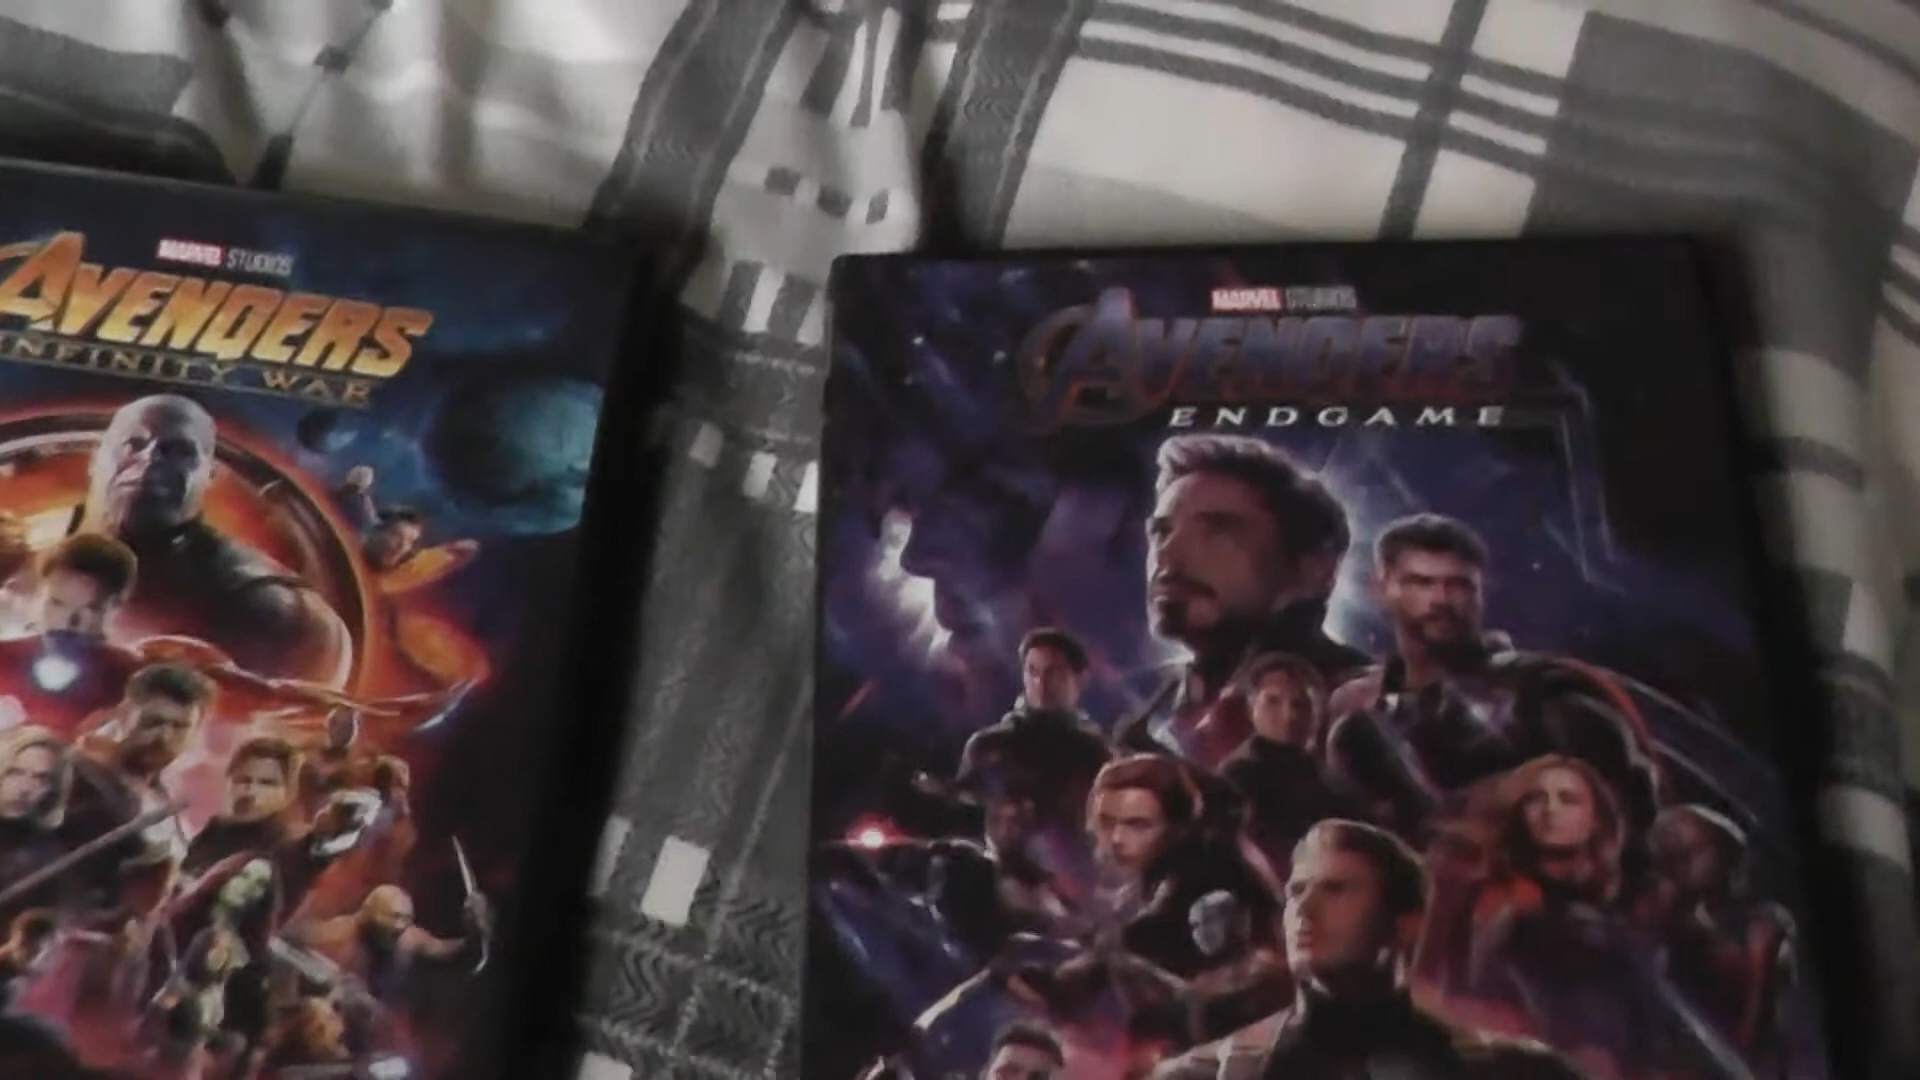 MARVEL STUDIOS
AVENGERS
INFINITY WAR
MARVEL STUDIOS
AVENGERS
ENDGAME